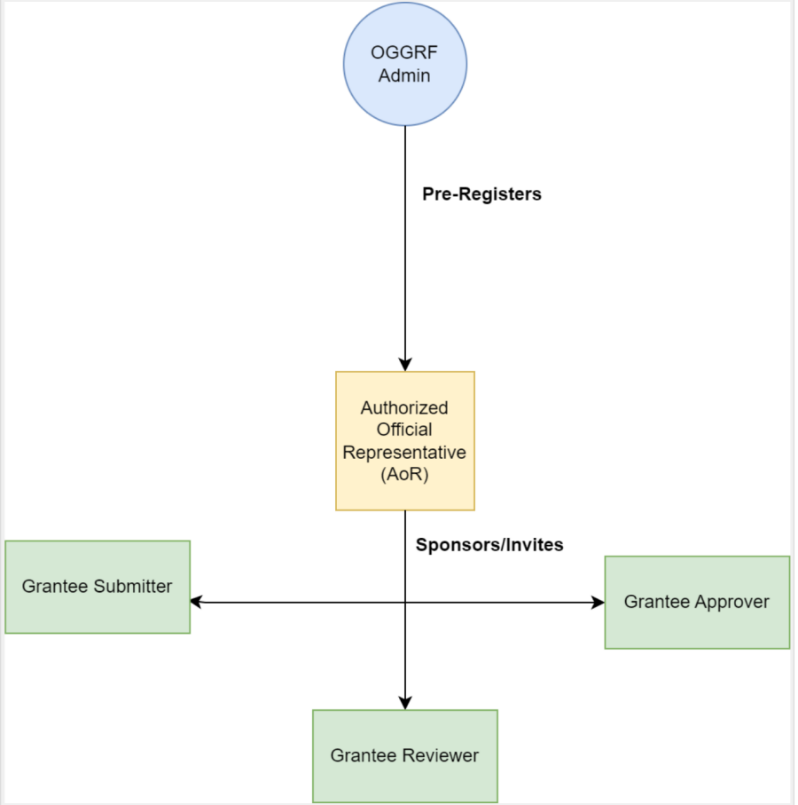 OGGRF
Admin
Pre-Registers
Authorized
Official
Representative
(AoR)
Sponsors/Invites
Grantee Submitter
Grantee Approver
Grantee Reviewer